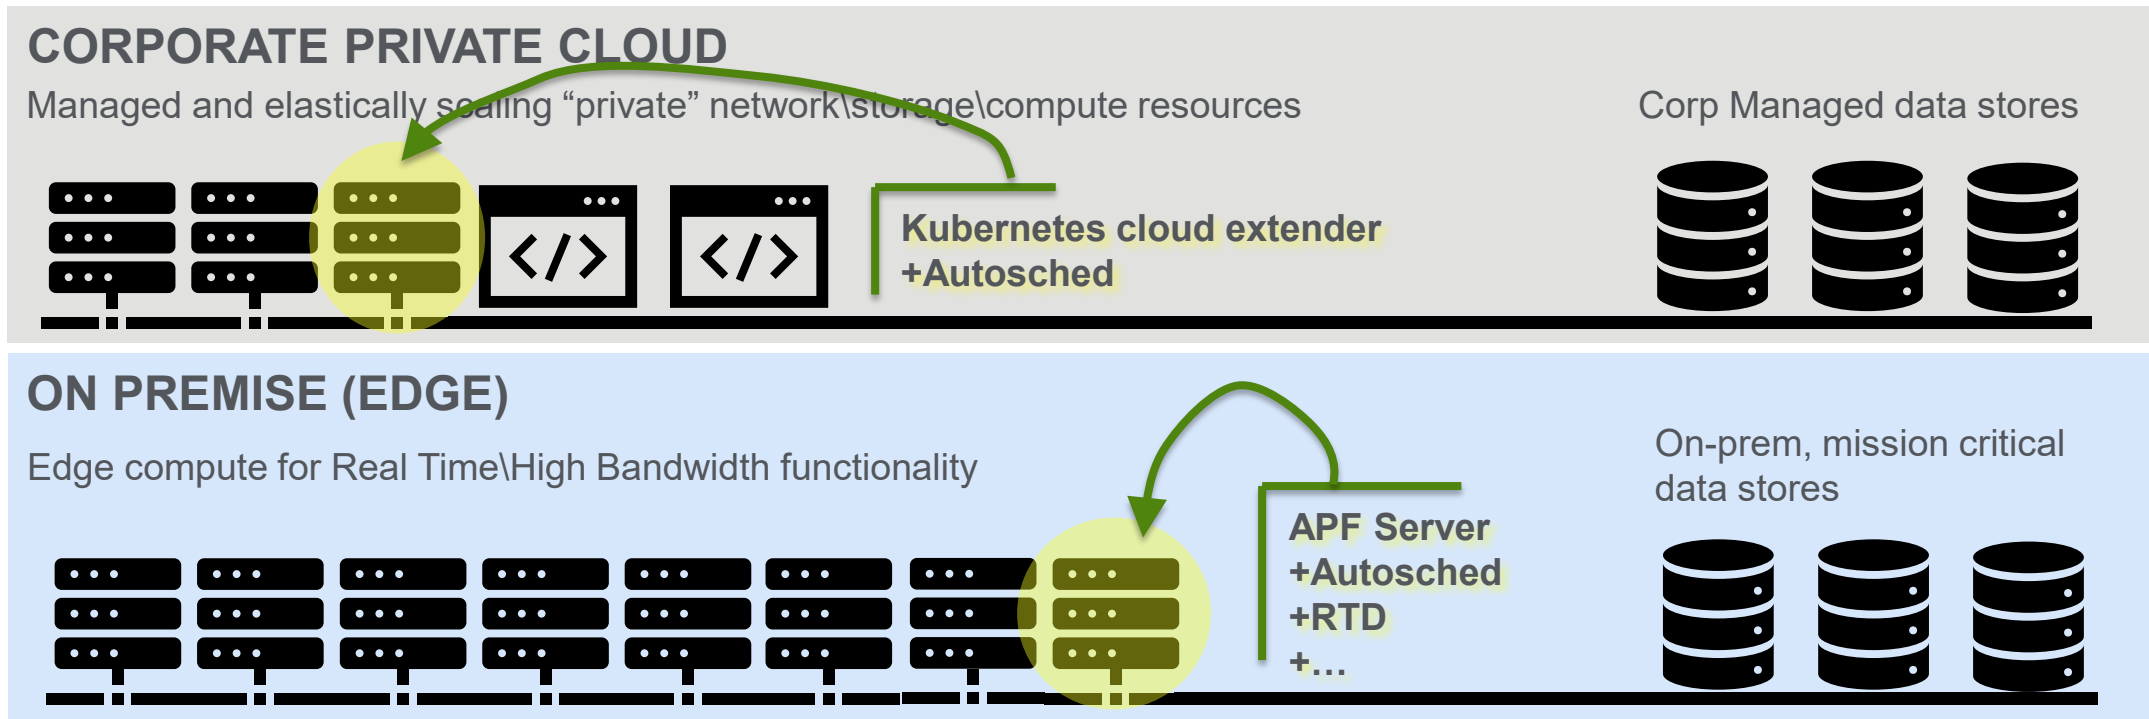 CORPORATE PRIVATE CLOUD
Managed and elastically scaling “private” network\storage\compute resources
Corp Managed data stores
Kubernetes cloud extender
+Autosched
ON PREMISE (EDGE)
Edge compute for Real Time\High Bandwidth functionality
On-prem, mission critical
data stores
APF Server
+Autosched
+RTD
+…